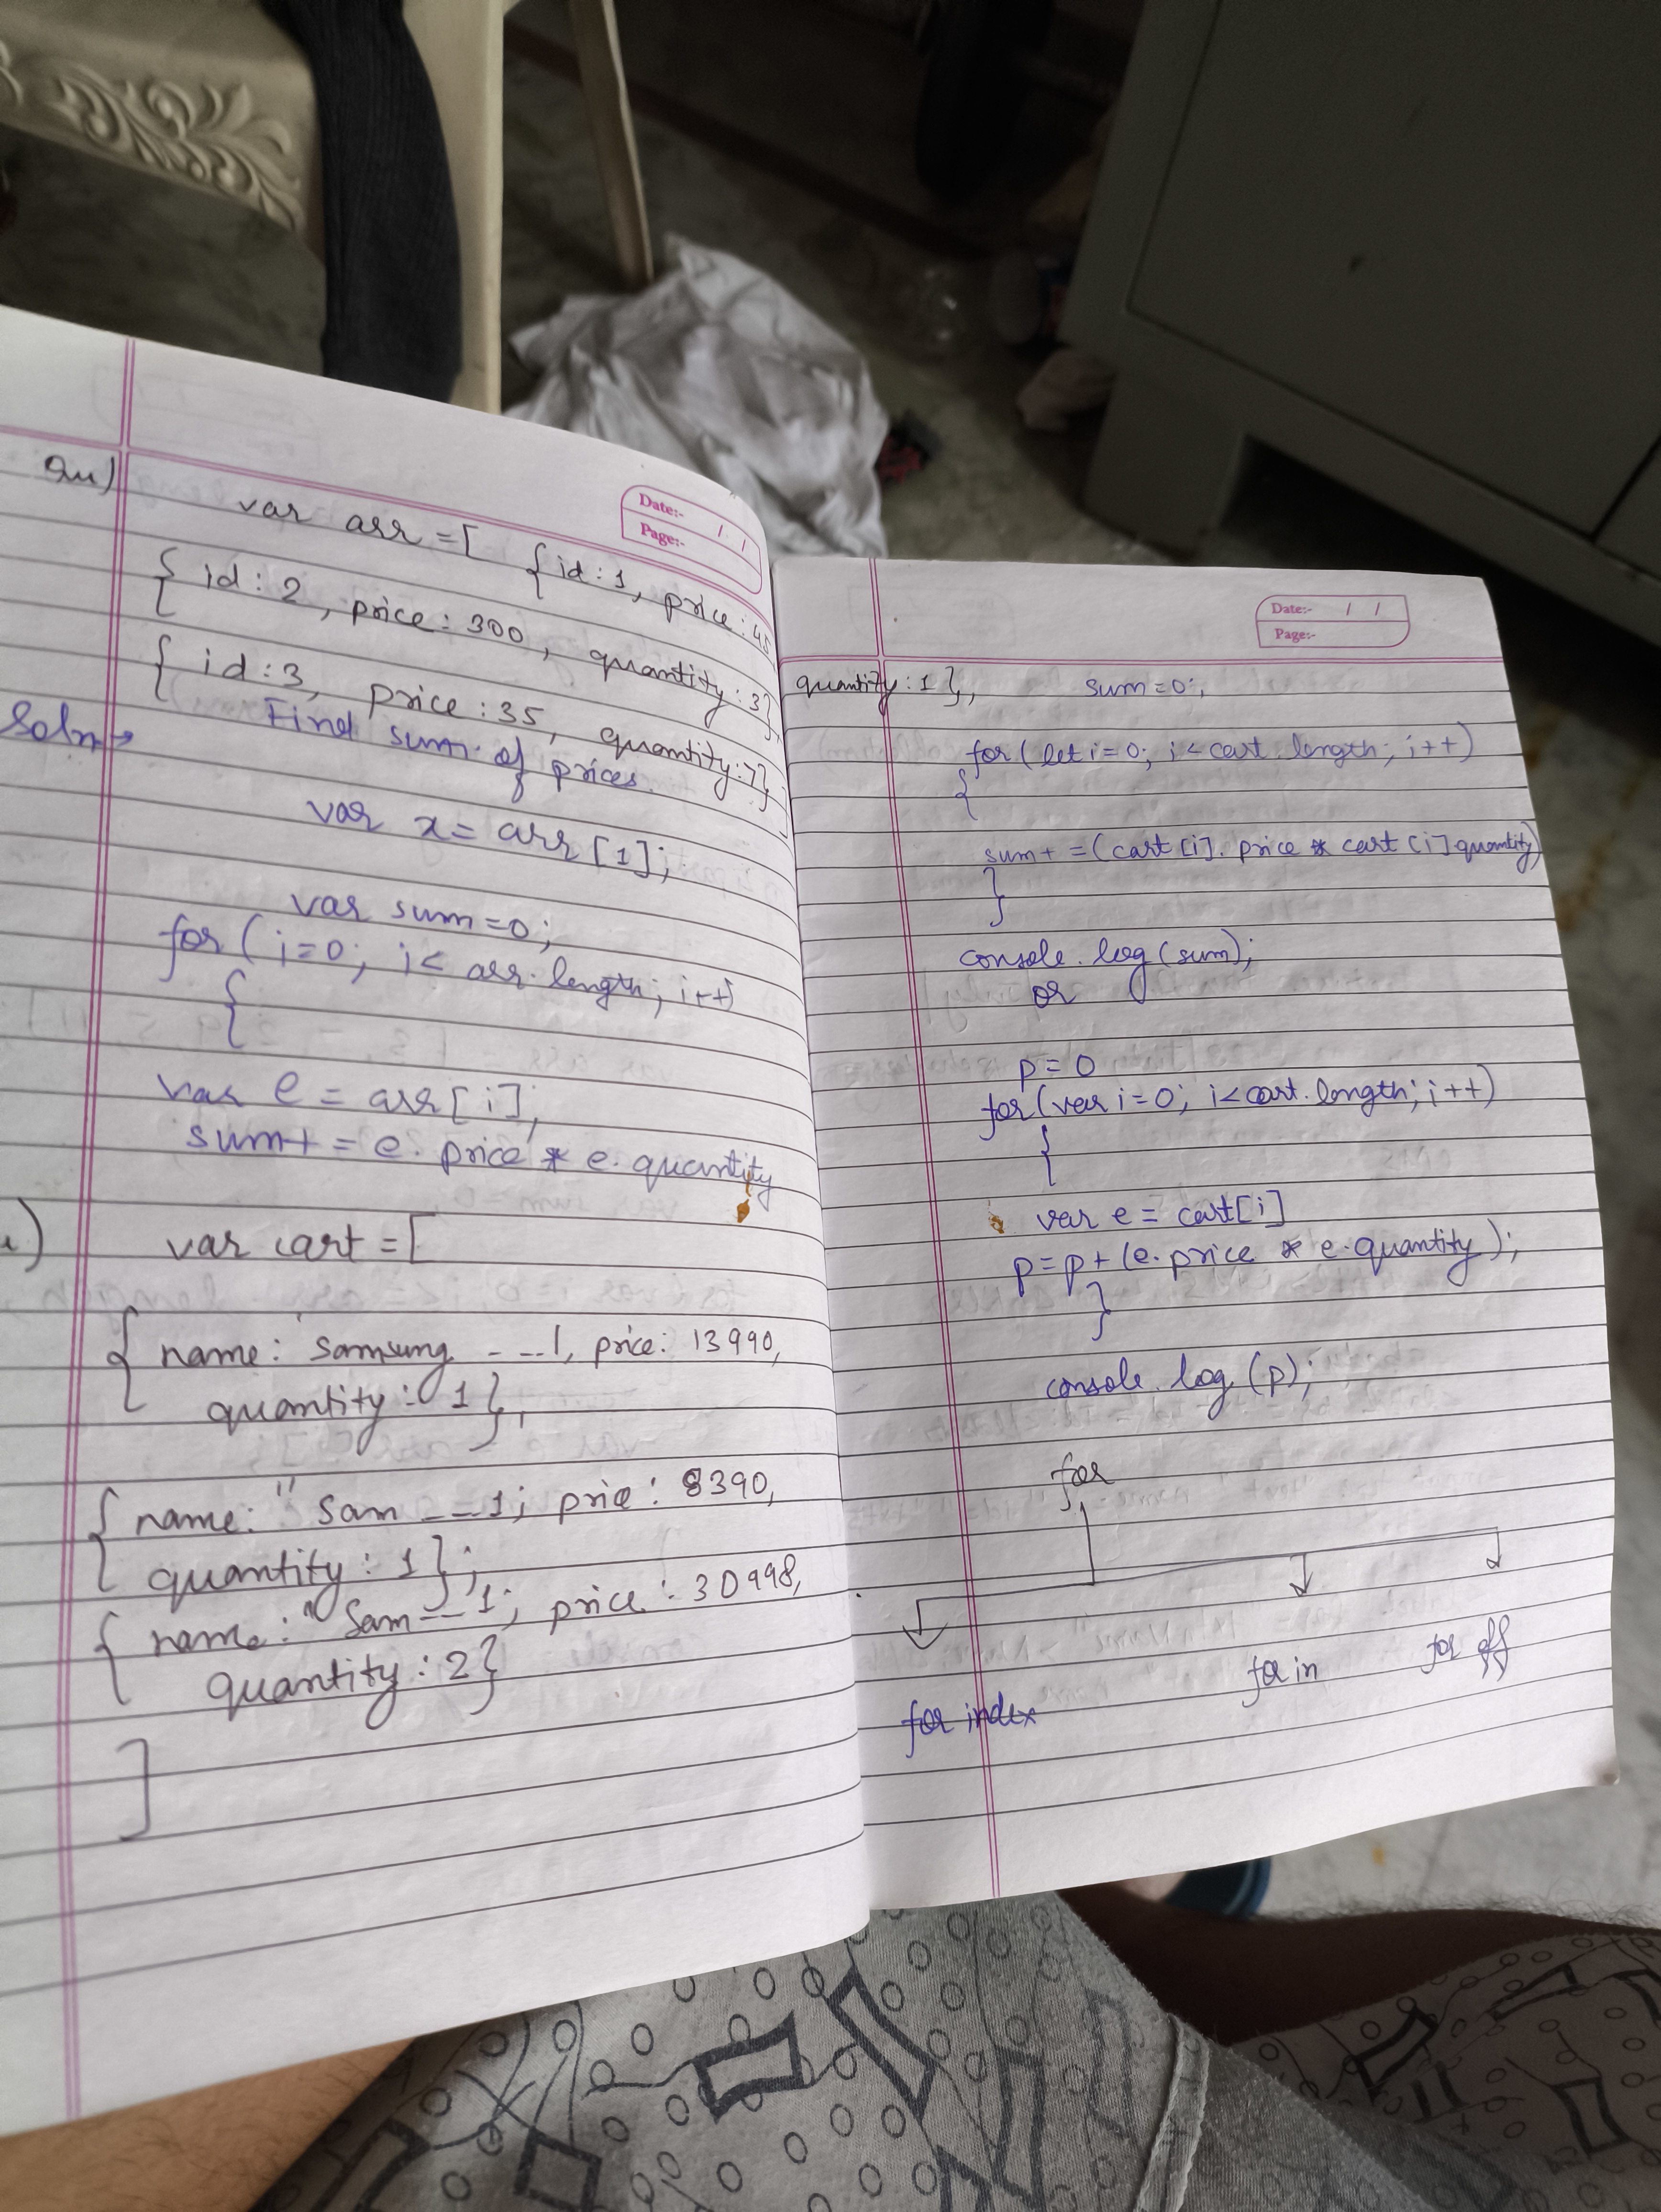 Qu)
Date:- / /
Page:-
var arr = [ {id:1, price:45
{ id:2, price:300, quantity:3},
{ id:3, price:35, quantity:7}
]
Soln→ Find sum of prices.
var x = arr [1];
var sum=0;
for ( i=0; i< arr.length; i++)
{
var e = arr[i];
sum+ = e.price * e.quantity
var cart = [
{ name: Samsung - - 1, price: 13990,
quantity: 1},
{ name: " Sam - - 1; price: 8390,
quantity: 1};
{ name: " Sam - - 1; price: 30998,
quantity: 2}
]
Date:- / /
Page:-
quantity: 1}, sum=0;
for( let i=0; i< cart.length; i++)
{
sum+ =(cart [i]. price * cart [i] quantity)
}
console.log(sum);
or
p=0
for(var i=0; i<cart.length; i++)
{
var e = cart[i]
p=p+(e.price * e.quantity);
}
console.log (p);
for
for index for in for off